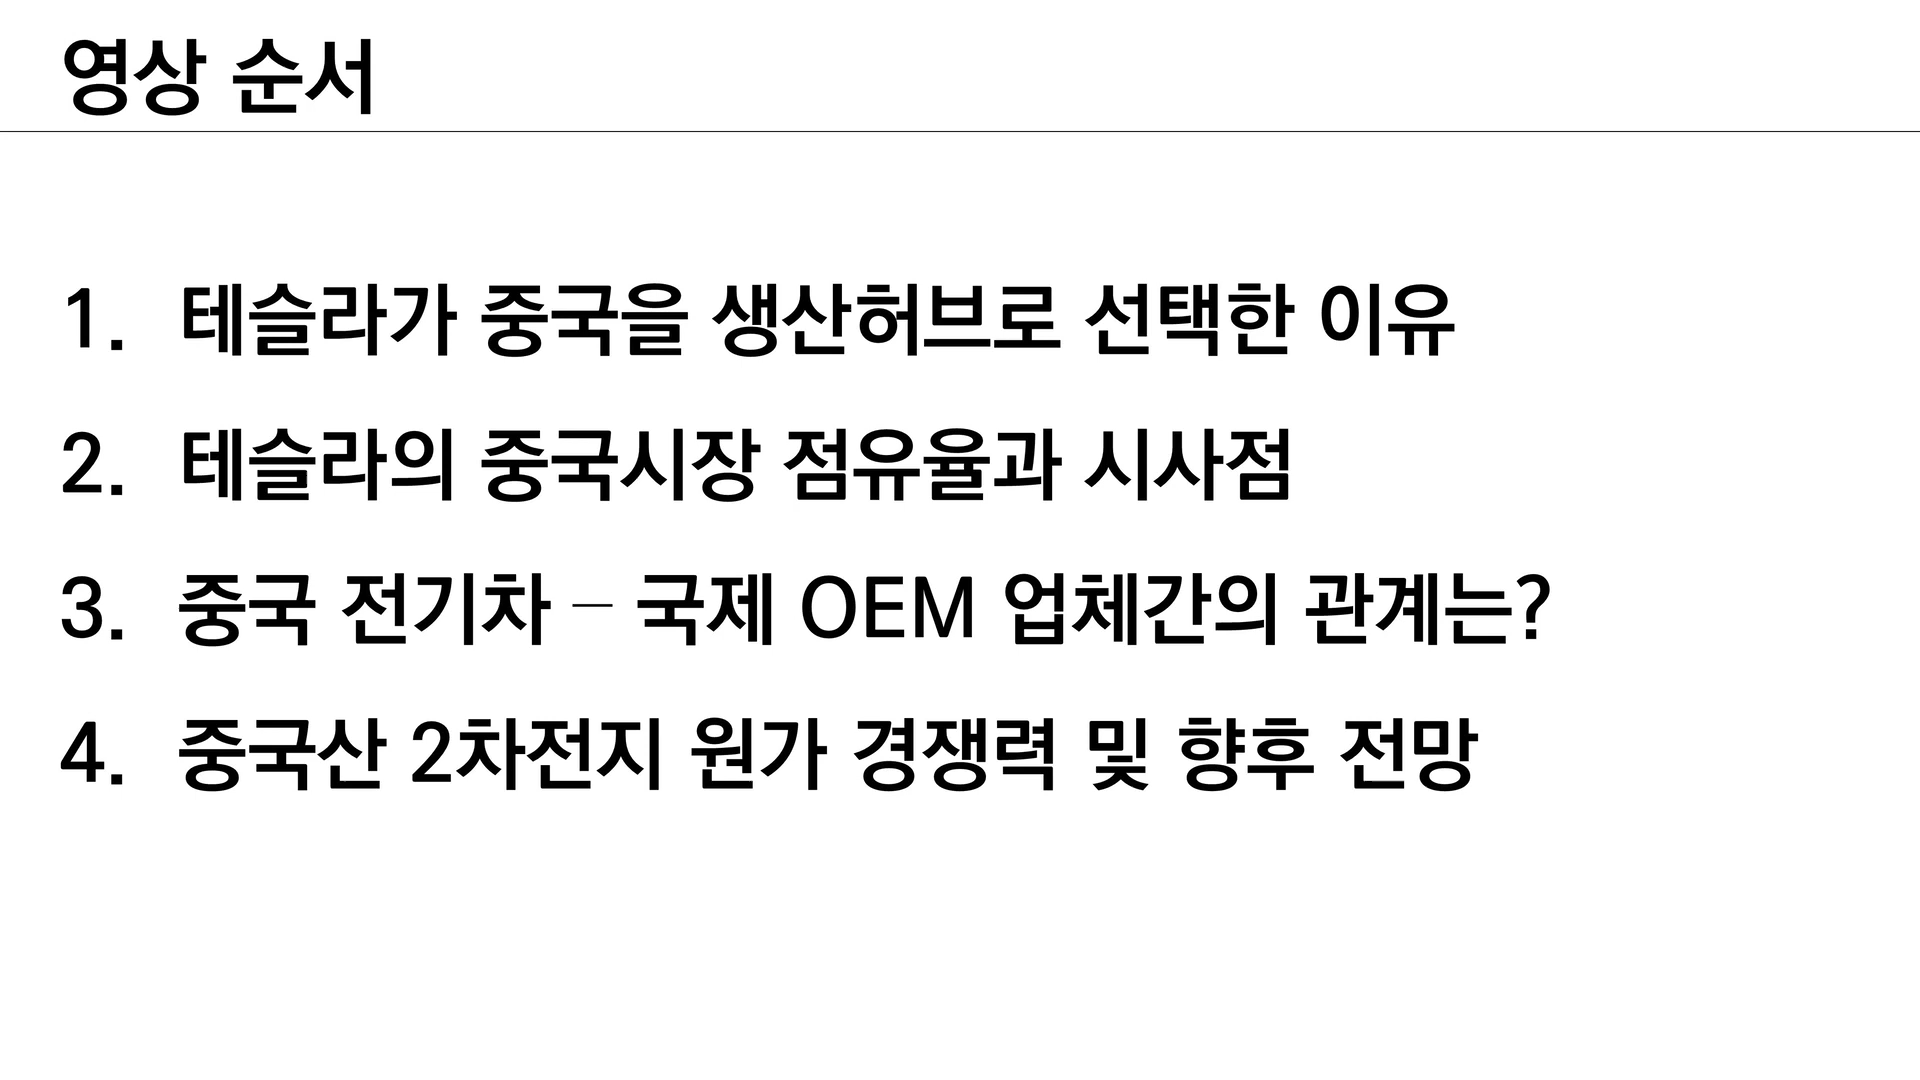 영상 순서
1. 테슬라가 중국을 생산허브로 선택한 이유
2. 테슬라의 중국시장 점유율과 시사점
3. 중국 전기차 – 국제 OEM 업체간의 관계는?
4. 중국산 2차전지 원가 경쟁력 및 향후 전망